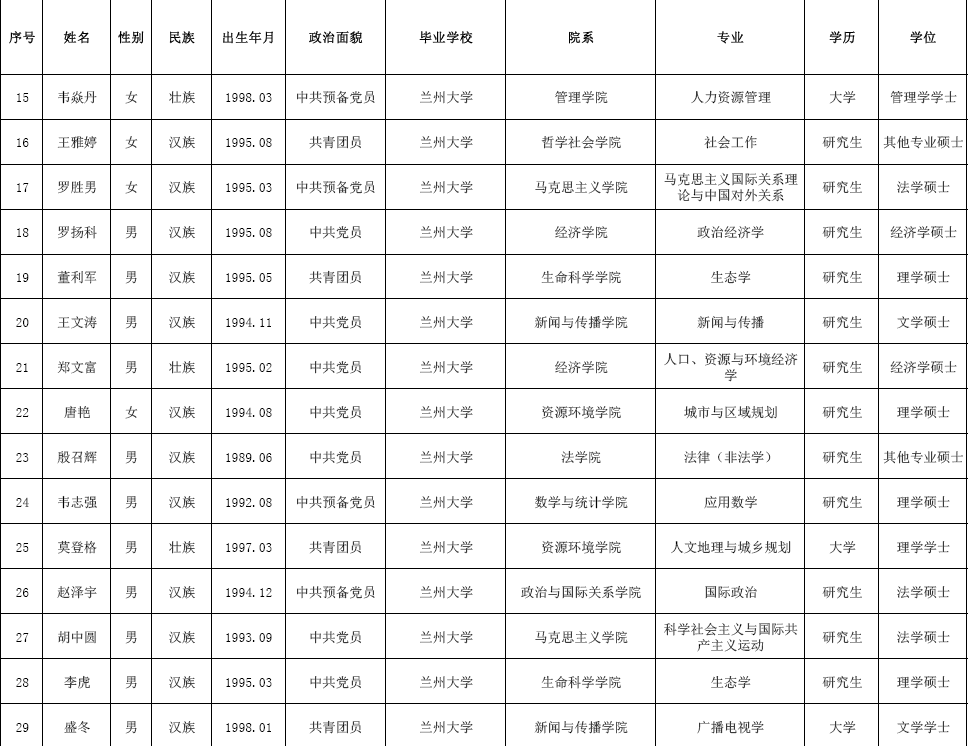 序号 姓名 性别 民族 出生年月 政治面貌 毕业学校 院系 专业 学历 学位
15 韦焱丹 女 壮族 1998.03 中共预备党员 兰州大学 管理学院 人力资源管理 大学 管理学学士
16 王雅婷 女 汉族 1995.08 共青团员 兰州大学 哲学社会学院 社会工作 研究生 其他专业硕士
17 罗胜男 女 汉族 1995.03 中共预备党员 兰州大学 马克思主义学院 马克思主义国际关系理
论与中国对外关系 研究生 法学硕士
18 罗扬科 男 汉族 1995.08 中共党员 兰州大学 经济学院 政治经济学 研究生 经济学硕士
19 董利军 男 汉族 1995.05 共青团员 兰州大学 生命科学学院 生态学 研究生 理学硕士
20 王文涛 男 汉族 1994.11 中共党员 兰州大学 新闻与传播学院 新闻与传播 研究生 文学硕士
21 郑文富 男 壮族 1995.02 中共党员 兰州大学 经济学院 人口、资源与环境经济
学 研究生 经济学硕士
22 唐艳 女 汉族 1994.08 中共党员 兰州大学 资源环境学院 城市与区域规划 研究生 理学硕士
23 殷召辉 男 汉族 1989.06 中共党员 兰州大学 法学院 法律（非法学） 研究生 其他专业硕士
24 韦志强 男 汉族 1992.08 中共预备党员 兰州大学 数学与统计学院 应用数学 研究生 理学硕士
25 莫登格 男 壮族 1997.03 共青团员 兰州大学 资源环境学院 人文地理与城乡规划 大学 理学学士
26 赵泽宇 男 汉族 1994.12 中共预备党员 兰州大学 政治与国际关系学院 国际政治 研究生 法学硕士
27 胡中圆 男 汉族 1993.09 中共党员 兰州大学 马克思主义学院 科学社会主义与国际共
产主义运动 研究生 法学硕士
28 李虎 男 汉族 1995.03 中共党员 兰州大学 生命科学学院 生态学 研究生 理学硕士
29 盛冬 男 汉族 1998.01 共青团员 兰州大学 新闻与传播学院 广播电视学 大学 文学学士